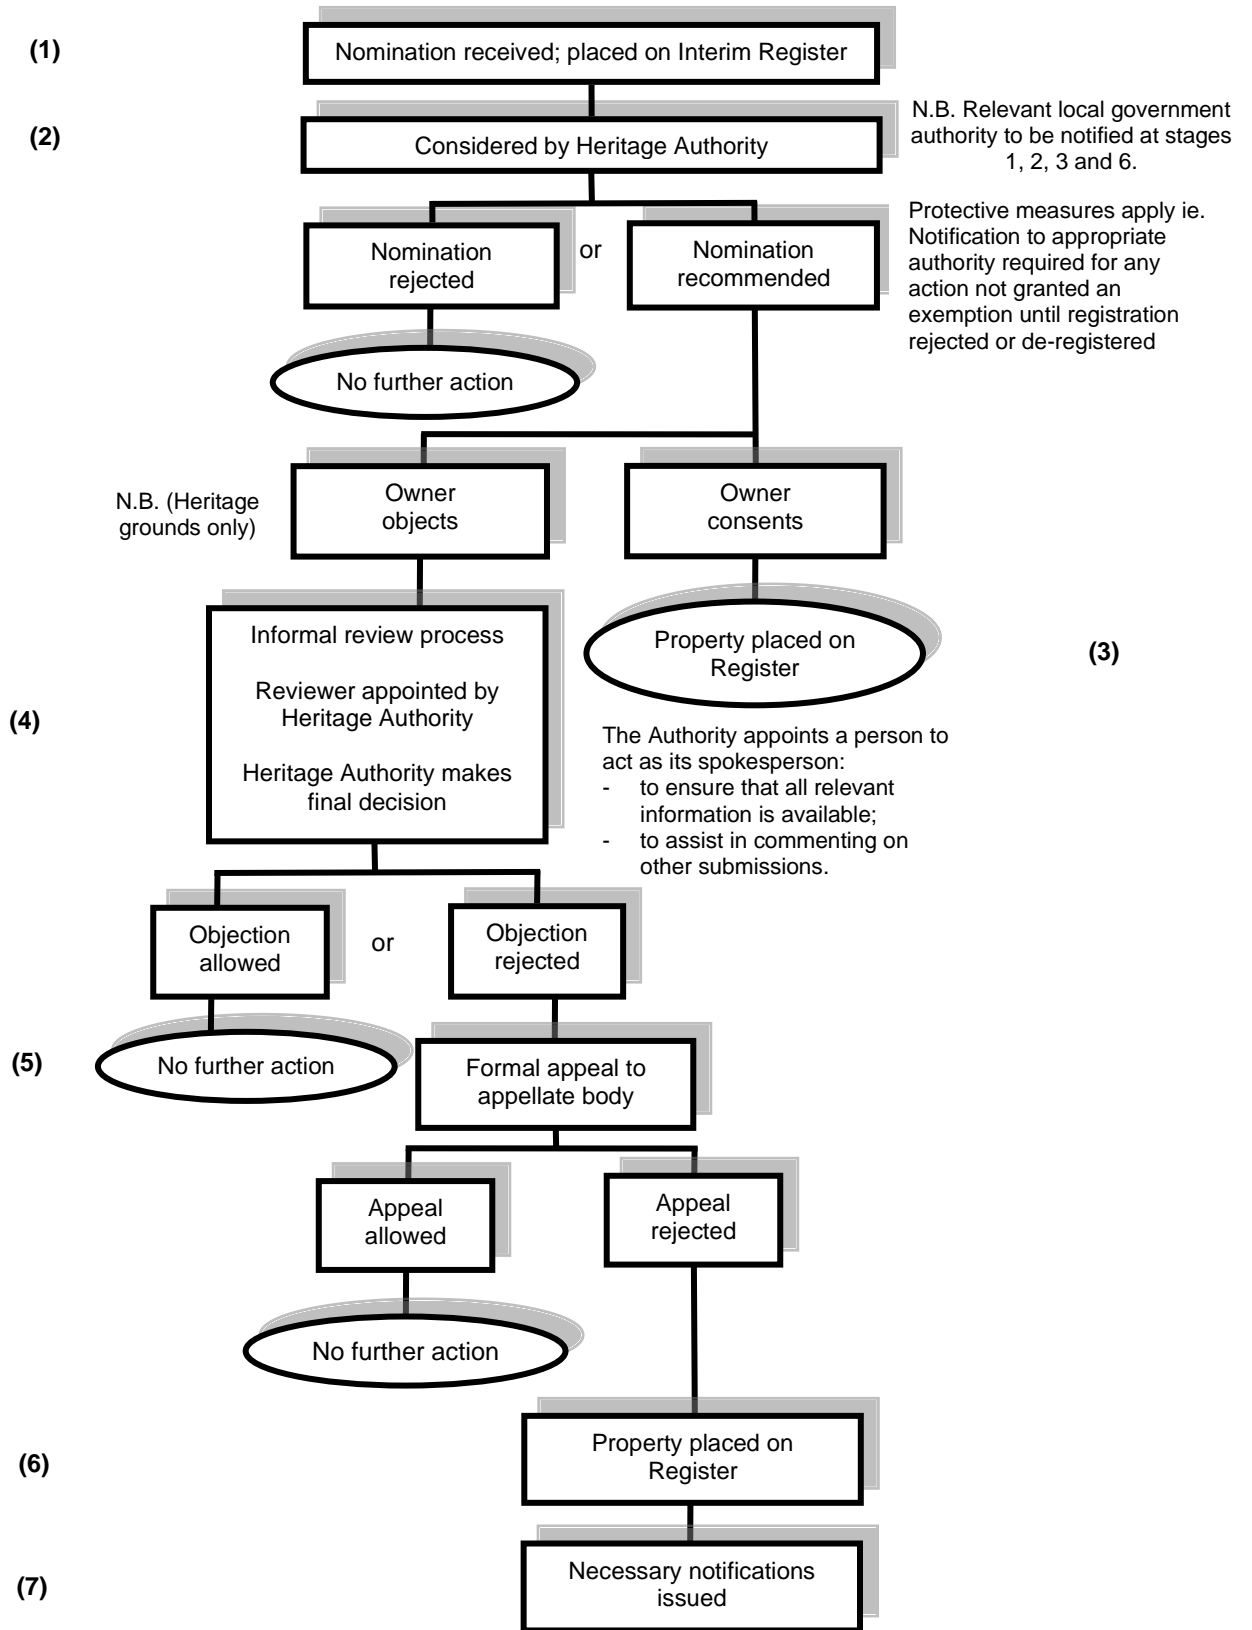 (1)
Nomination received; placed on Interim Register
(2)
Considered by Heritage Authority
N.B. Relevant local government
authority to be notified at stages
1, 2, 3 and 6.
Nomination
rejected
or
Nomination
recommended
Protective measures apply ie.
Notification to appropriate
authority required for any
action not granted an
exemption until registration
rejected or de-registered
No further action
N.B. (Heritage
grounds only)
Owner
objects
Owner
consents
Informal review process
Reviewer appointed by
Heritage Authority
Heritage Authority makes
final decision
Property placed on
Register
(3)
(4)
The Authority appoints a person to
act as its spokesperson:
- to ensure that all relevant
information is available;
- to assist in commenting on
other submissions.
Objection
allowed
or
Objection
rejected
(5)
No further action
Formal appeal to
appellate body
Appeal
allowed
Appeal
rejected
No further action
(6)
Property placed on
Register
(7)
Necessary notifications
issued